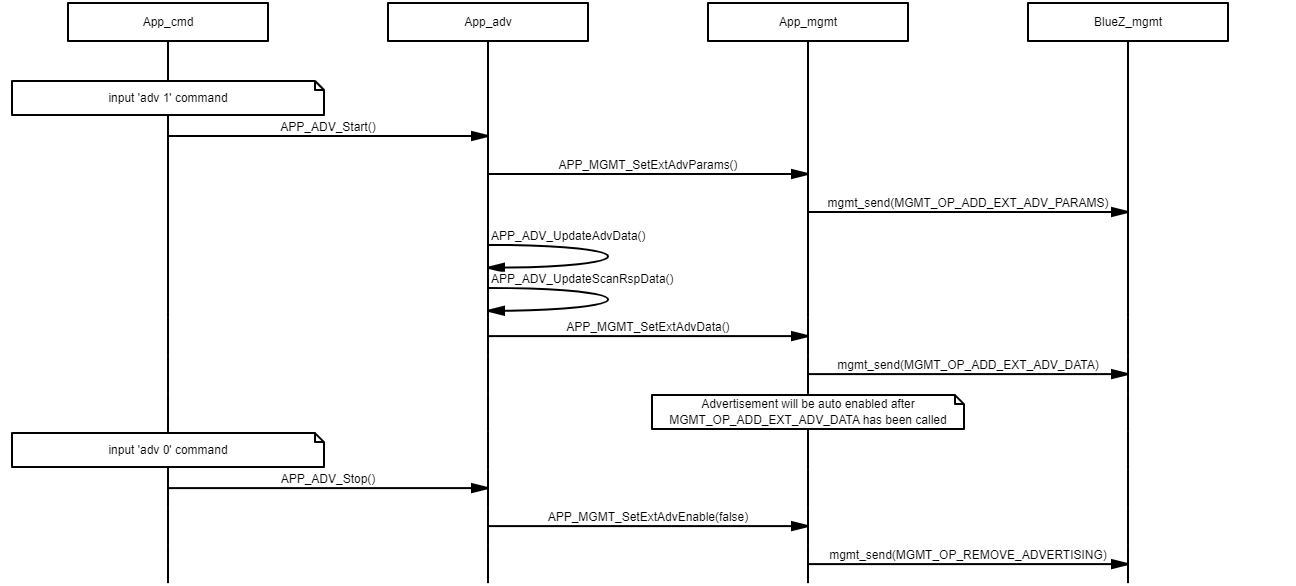 App_cmd
App_adv
App_mgmt
BlueZ_mgmt
input 'adv 1' command
APP_ADV_Start()
APP_MGMT_SetExtAdvParams()
mgmt_send(MGMT_OP_ADD_EXT_ADV_PARAMS)
APP_ADV_UpdateAdvData()
APP_ADV_UpdateScanRspData()
APP_MGMT_SetExtAdvData()
mgmt_send(MGMT_OP_ADD_EXT_ADV_DATA)
Advertisement will be auto enabled after
MGMT_OP_ADD_EXT_ADV_DATA has been called
input 'adv 0' command
APP_ADV_Stop()
APP_MGMT_SetExtAdvEnable(false)
mgmt_send(MGMT_OP_REMOVE_ADVERTISING)